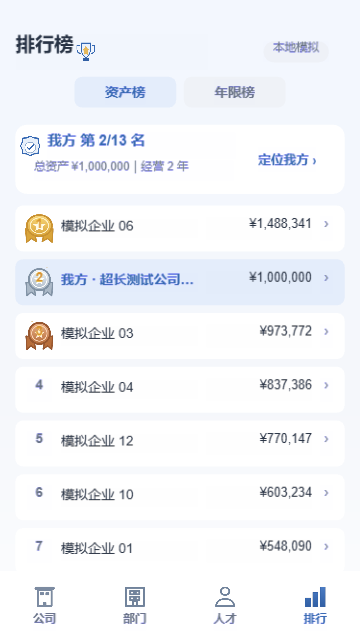 排行榜
本地模拟
资产榜 年限榜
我方 第 2/13 名
总资产 ¥1,000,000 | 经营 2 年
定位我方 ›
模拟企业 06 ¥1,488,341 ›
2 我方 · 超长测试公司... ¥1,000,000 ›
模拟企业 03 ¥973,772 ›
4 模拟企业 04 ¥837,386 ›
5 模拟企业 12 ¥770,147 ›
6 模拟企业 10 ¥603,234 ›
7 模拟企业 01 ¥548,090 ›
公司 部门 人才 排行